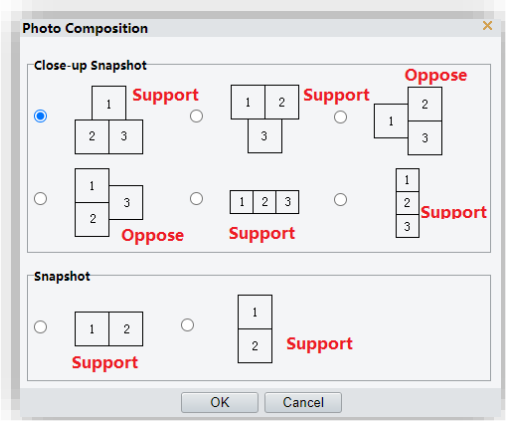 Photo Composition ×
Close-up Snapshot
Oppose
1 Support 1 2 Support 1 2
2 3 3 3
1 1
2 3 1 2 3 2 Support
Oppose Support 3
Snapshot
1 2 1
2
Support Support
OK Cancel